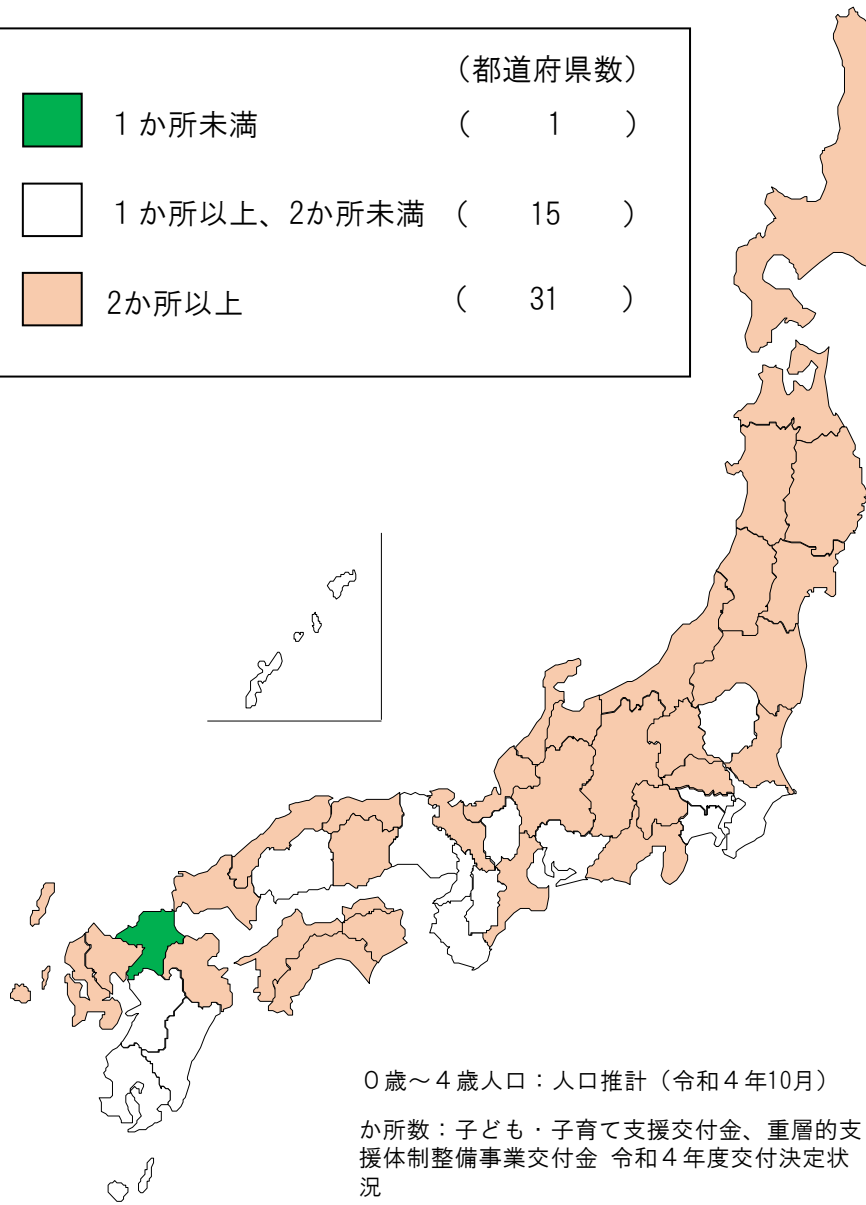 （都道府県数）
１か所未満 （ 1 ）
１か所以上、2か所未満 （ 15 ）
2か所以上 （ 31 ）
０歳～４歳人口：人口推計（令和４年10月）
か所数：子ども・子育て支援交付金、重層的支
援体制整備事業交付金 令和４年度交付決定状
況